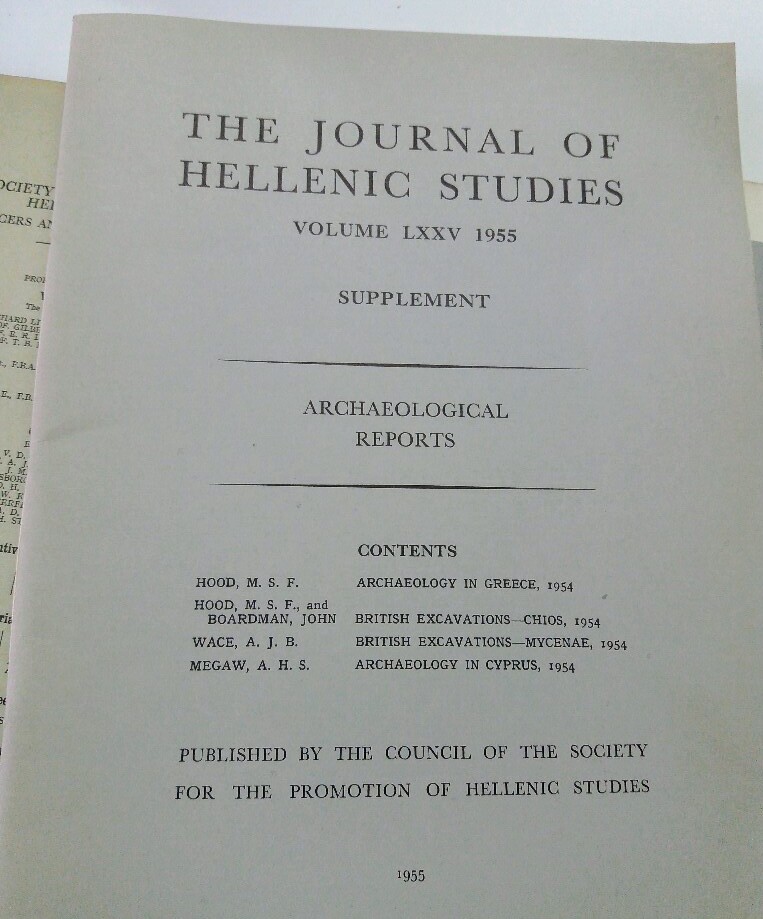 THE JOURNAL OF
HELLENIC STUDIES
VOLUME LXXV 1955
SUPPLEMENT
ARCHAEOLOGICAL
REPORTS
CONTENTS
HOOD, M. S. F. ARCHAEOLOGY IN GREECE, 1954
HOOD, M. S. F., and
BOARDMAN, JOHN BRITISH EXCAVATIONS—CHIOS, 1954
WACE, A. J. B. BRITISH EXCAVATIONS—MYCENAE, 1954
MEGAW, A. H. S. ARCHAEOLOGY IN CYPRUS, 1954
PUBLISHED BY THE COUNCIL OF THE SOCIETY
FOR THE PROMOTION OF HELLENIC STUDIES
1955